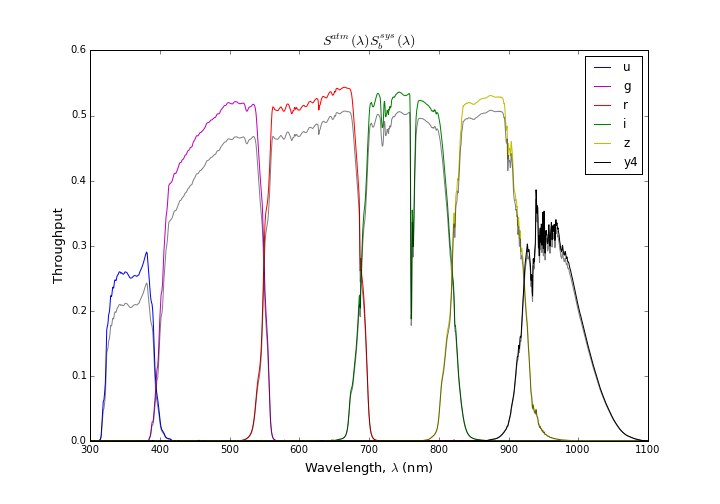 S^{atm}(λ)S_b^{sys}(λ)
0.6
0.5
0.4
0.3
0.2
0.1
0.0
Throughput
u
g
r
i
z
y4
300 400 500 600 700 800 900 1000 1100
Wavelength, λ (nm)